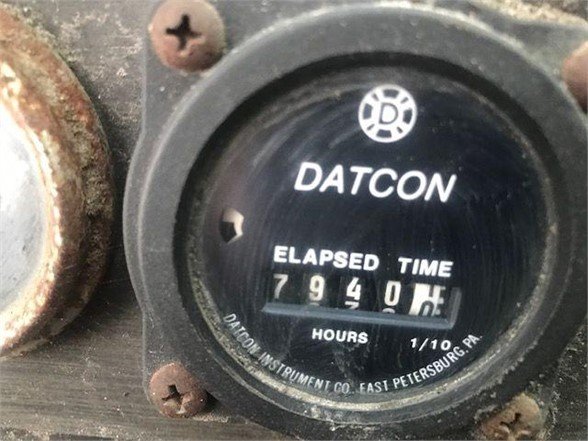 D
DATCON
ELAPSED TIME
7940
HOURS 1/10
DATCON INSTRUMENT CO., EAST PETERSBURG, PA.